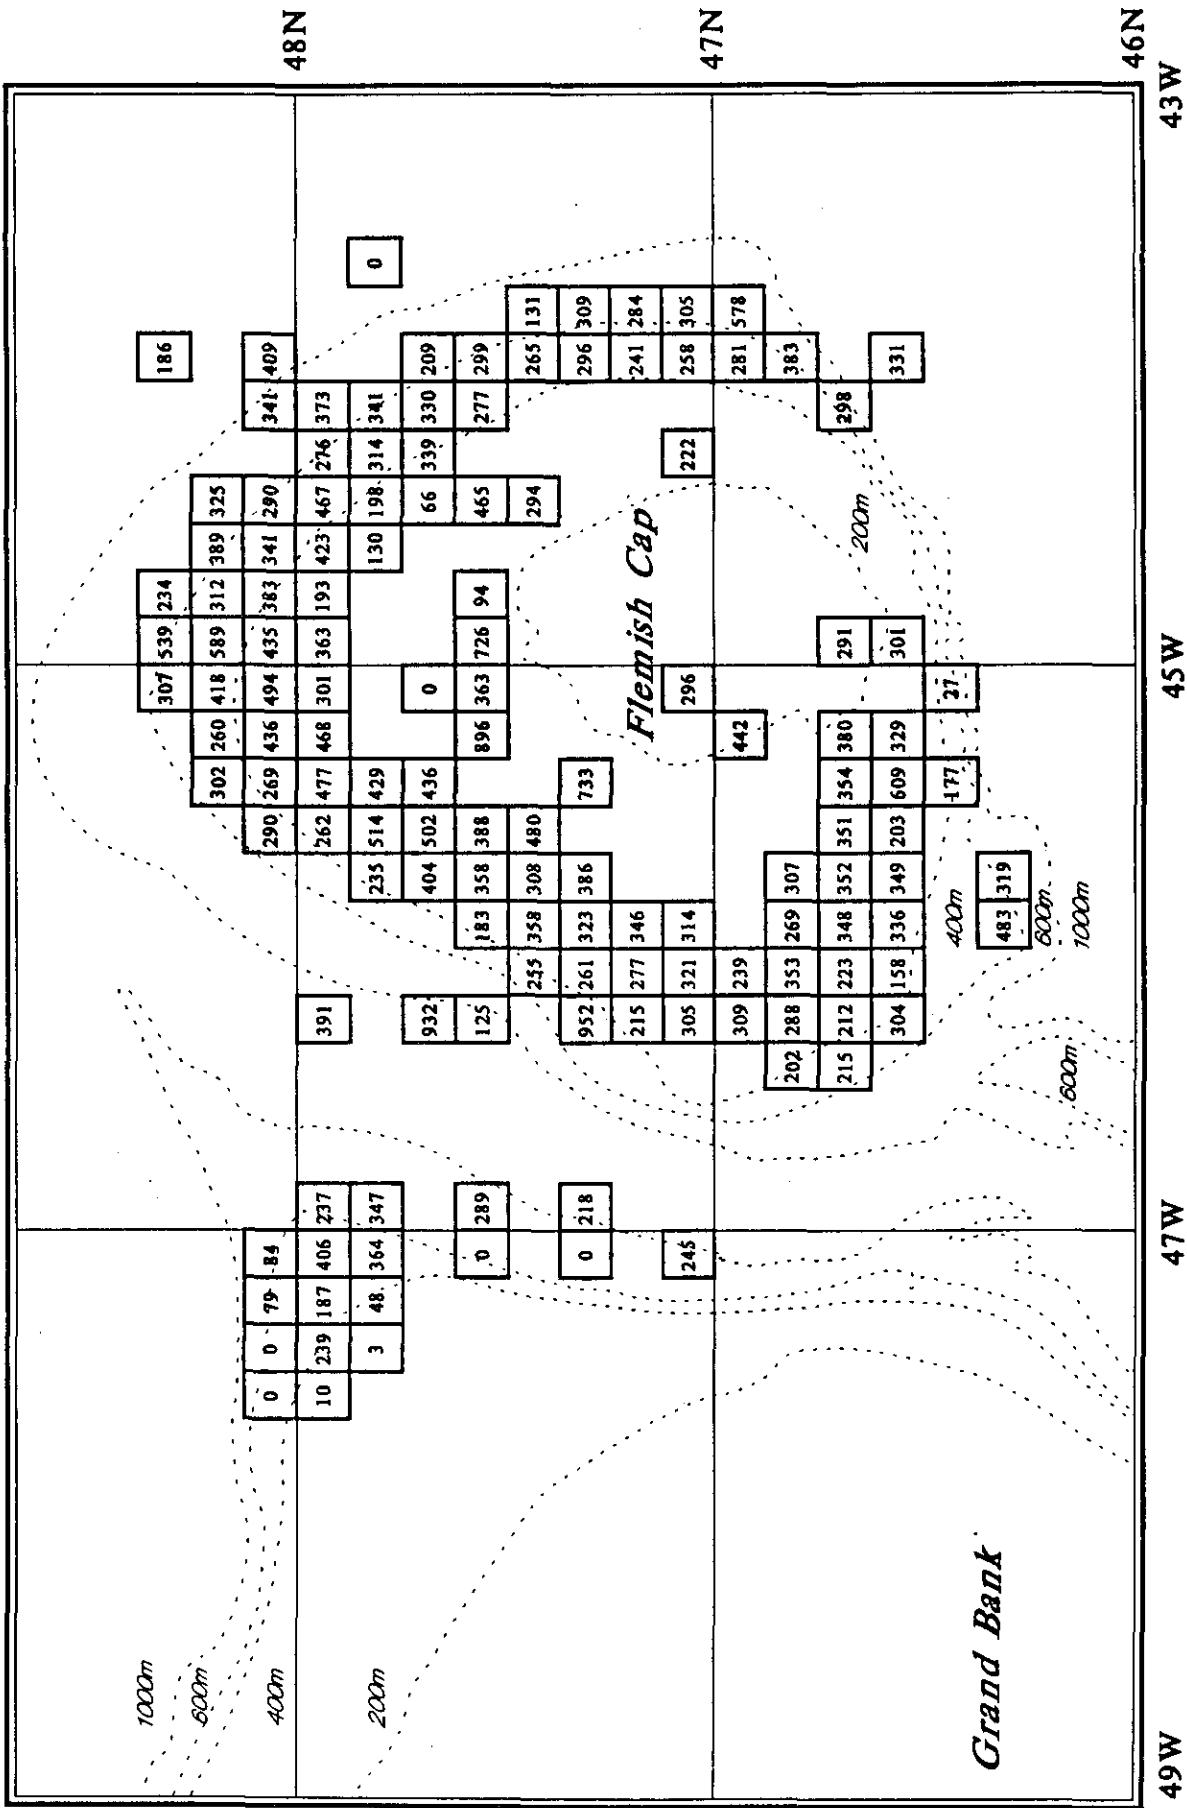 1000m
307 539 234 186
600m
302 260 418 589 312 389 325
400m
0 0 79 84 290 269 436 494 435 383 341 290 341 409
48N
10 239 187 406 237 391 262 477 468 301 363 193 423 467 276 373
200m
3 48 364 347 235 514 429 130 198 314 341 0
932 404 502 436 0 66 339 330 209
0 289 125 183 358 388 896 363 726 94 465 277 299
255 358 308 480 294 265 131
0 218 952 261 323 386 733 296 309
215 277 346 241 284
Flemish Cap
245 305 321 314 296 222 258 305
47N
309 239 442 281 578
202 288 353 269 307 383
215 212 223 348 352 351 354 380 291 298
200m
304 158 336 349 203 609 329 301 331
400m
177 27
Grand Bank
483 319
600m
600m
1000m
46N
49W 47W 45W 43W